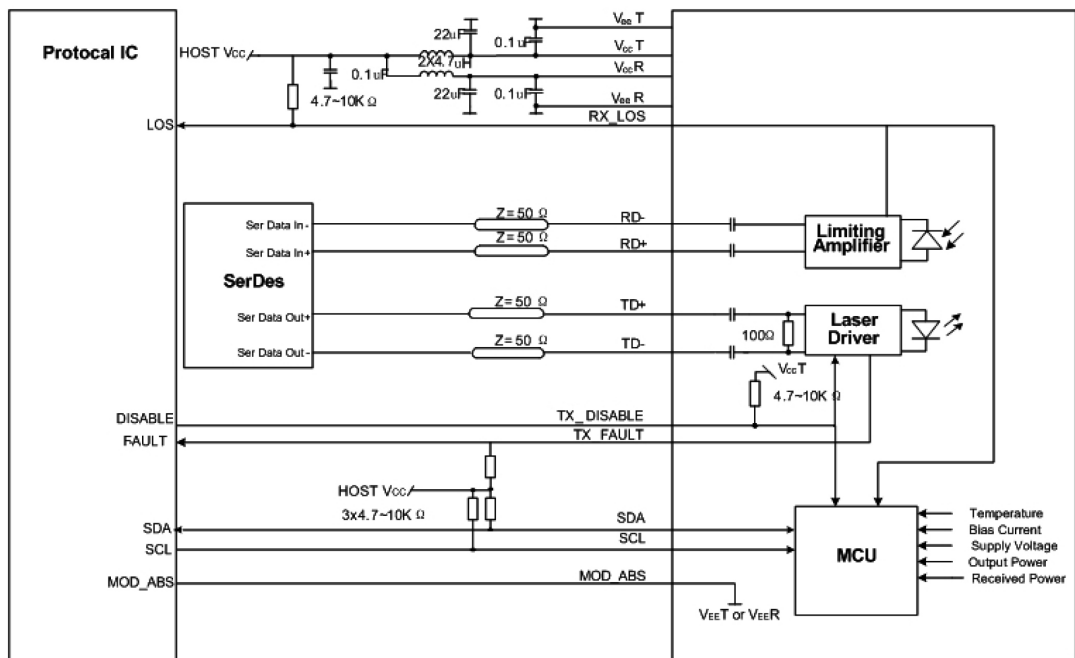 Protocal IC
HOST Vcc
22uF
0.1uF
Vee T
Vcc T
2X4.7uH
0.1uF
VccR
4.7~10K Ω
22uF
0.1uF
Vee R
LOS
RX_LOS
Ser Data In-
Z= 50 Ω
RD-
Ser Data In+
Z= 50 Ω
RD+
Limiting
Amplifier
SerDes
Ser Data Out+
Z= 50 Ω
TD+
Ser Data Out-
Z= 50 Ω
TD-
100Ω
Laser
Driver
VccT
4.7~10K Ω
DISABLE
TX_DISABLE
FAULT
TX_FAULT
HOST Vcc
3x4.7~10K Ω
SDA
SDA
SCL
SCL
MCU
Temperature
Bias Current
Supply Voltage
Output Power
Received Power
MOD_ABS
MOD_ABS
VEET or VEER